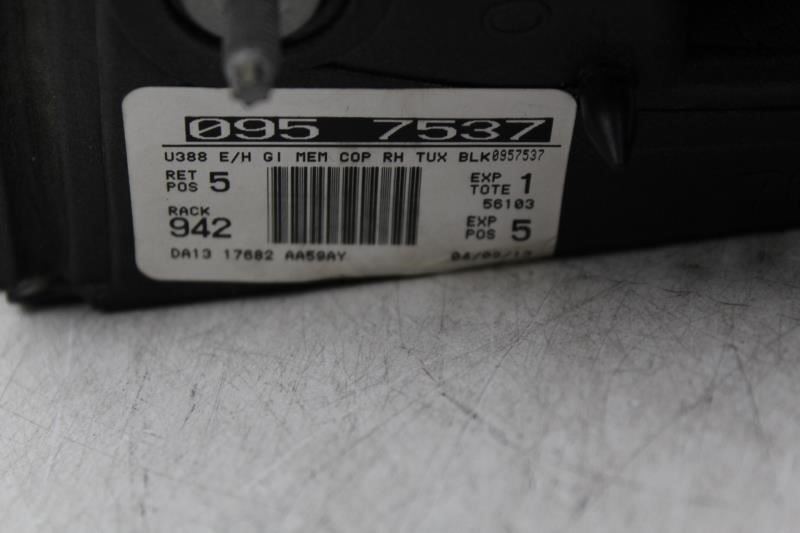 095 7537
U388 E/H GI MEM COP RH TUX BLK0957537
RET POS 5
EXP TOTE 1
56103
RACK
942
EXP POS 5
DA13 17682 AA59AY